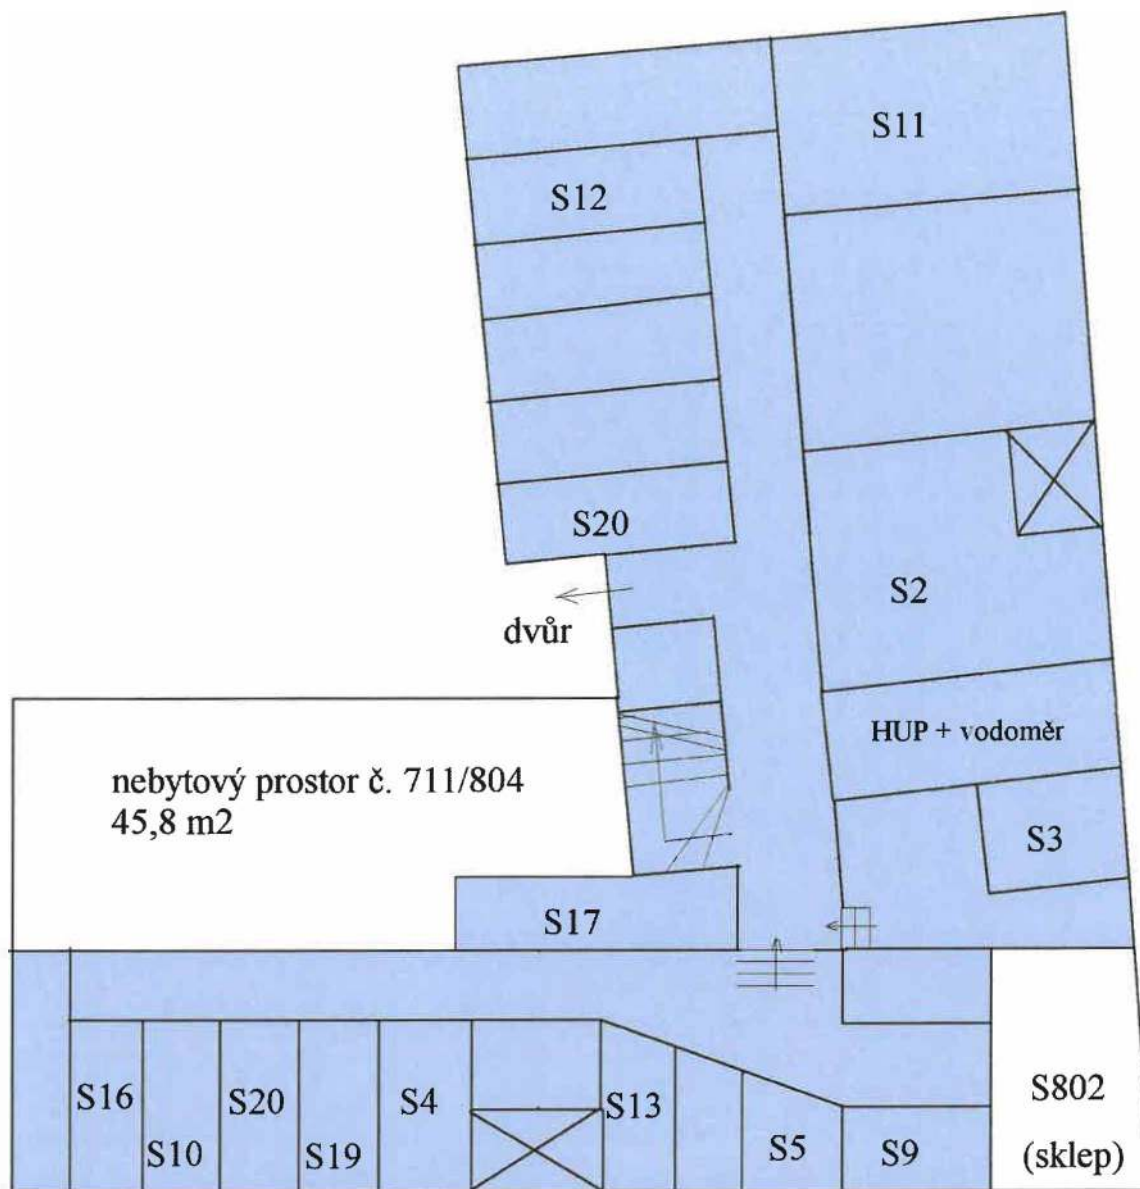 S11
S12
S20
S2
dvůr
HUP + vodoměr
nebytový prostor č. 711/804
45,8 m2
S3
S17
S16
S20
S4
S13
S802
S10
S19
S5
S9
(sklep)